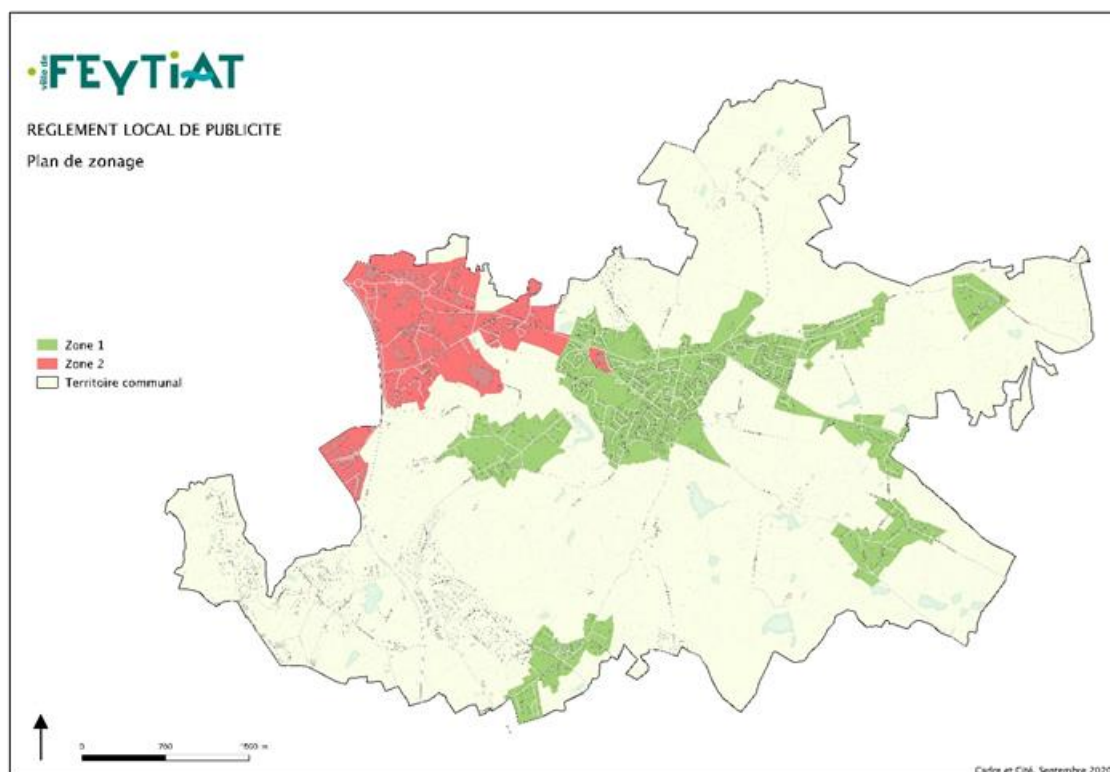 ville de
FEYTIAT
REGLEMENT LOCAL DE PUBLICITE
Plan de zonage
Zone 1
Zone 2
Territoire communal
0 750 1500 m
Cadre et Cité, Septembre 2020